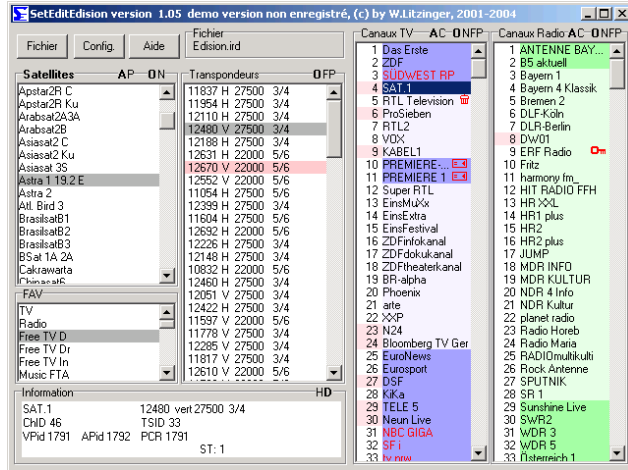 SetEditEdision version 1.05 demo version non enregistré, (c) by W.Litzinger, 2001-2004
Fichier Config. Aide
Fichier
Edision.ird
Satellites AP ON
Apstar2R C
Apstar2R Ku
Arabsat2A3A
Arabsat2B
Asiasat2 C
Asiasat2 Ku
Asiasat 3S
Astra 1 19.2 E
Astra 2
Atl. Bird 3
BrasilsatB1
BrasilsatB2
BrasilsatB3
BSat 1A 2A
Cakrawarta
Chinasat6
FAV
TV
Radio
Free TV D
Free TV Dr
Free TV In
Music FTA
Transpondeurs OFP
11837 H 27500 3/4
11954 H 27500 3/4
12110 H 27500 3/4
12480 V 27500 3/4
12188 H 27500 3/4
12631 H 22000 5/6
12670 V 22000 5/6
12552 V 22000 5/6
11054 H 27500 5/6
12399 H 27500 3/4
11604 H 27500 5/6
12692 H 22000 5/6
12226 H 27500 3/4
12148 H 27500 3/4
10832 H 22000 5/6
12460 H 27500 3/4
12051 V 27500 3/4
12422 H 27500 3/4
11597 V 22000 5/6
11778 V 27500 3/4
12285 V 27500 3/4
11817 V 27500 3/4
12610 V 22000 5/6
Information HD
SAT.1 12480 vert 27500 3/4
ChID 46 TSID 33
VPid 1791 APid 1792 PCR 1791
ST: 1
Canaux TV AC ONFP
1 Das Erste
2 ZDF
3 SÜDWEST RP
4 SAT.1
5 RTL Television
6 ProSieben
7 RTL2
8 VOX
9 KABEL1
10 PREMIERE-...
11 PREMIERE 1
12 Super RTL
13 EinsMuXx
14 EinsExtra
15 EinsFestival
16 ZDFinfokanal
17 ZDFdokukanal
18 ZDFtheaterkanal
19 BR-alpha
20 Phoenix
21 arte
22 XXP
23 N24
24 Bloomberg TV Ger
25 EuroNews
26 Eurosport
27 DSF
28 KiKa
29 TELE 5
30 Neun Live
31 NBC GIGA
32 SF i
33 tv nrw
Canaux Radio AC ONFP
1 ANTENNE BAY...
2 B5 aktuell
3 Bayern 1
4 Bayern 4 Klassik
5 Bremen 2
6 DLF-Köln
7 DLR-Berlin
8 DW01
9 ERF Radio
10 Fritz
11 harmony fm_
12 HIT RADIO FFH
13 HR XXL
14 HR1 plus
15 HR2
16 HR2 plus
17 JUMP
18 MDR INFO
19 MDR KULTUR
20 NDR 4 Info
21 NDR Kultur
22 planet radio
23 Radio Horeb
24 Radio Maria
25 RADIOmultikulti
26 Rock Antenne
27 SPUTNIK
28 SR 1
29 Sunshine Live
30 SWR2
31 WDR 3
32 WDR 5
33 Österreich 1